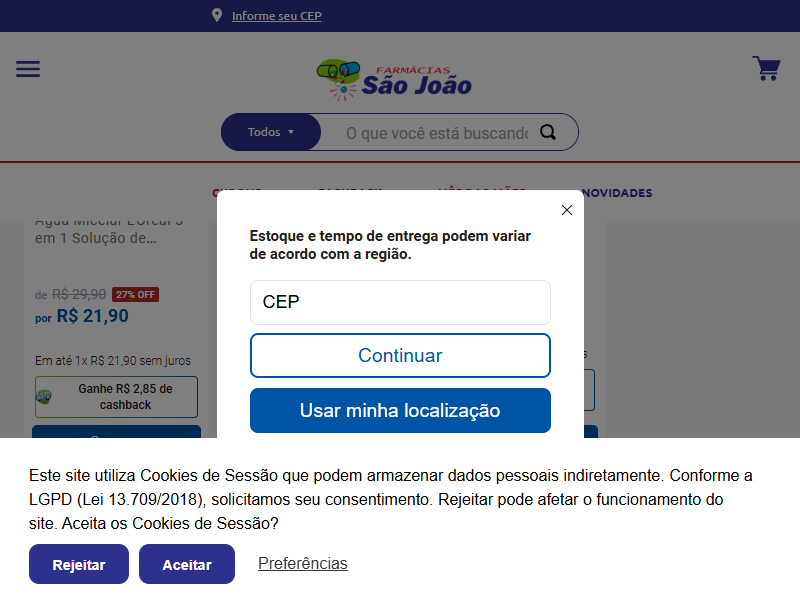 Informe seu CEP
FARMÁCIAS
São João
Todos
O que você está buscando
NOVIDADES
em 1 Solução de...
de R$ 29,90 27% OFF
por R$ 21,90
Em até 1x R$ 21,90 sem juros
Ganhe R$ 2,85 de
cashback
Estoque e tempo de entrega podem variar
de acordo com a região.
CEP
Continuar
Usar minha localização
Este site utiliza Cookies de Sessão que podem armazenar dados pessoais indiretamente. Conforme a
LGPD (Lei 13.709/2018), solicitamos seu consentimento. Rejeitar pode afetar o funcionamento do
site. Aceita os Cookies de Sessão?
Rejeitar
Aceitar
Preferências